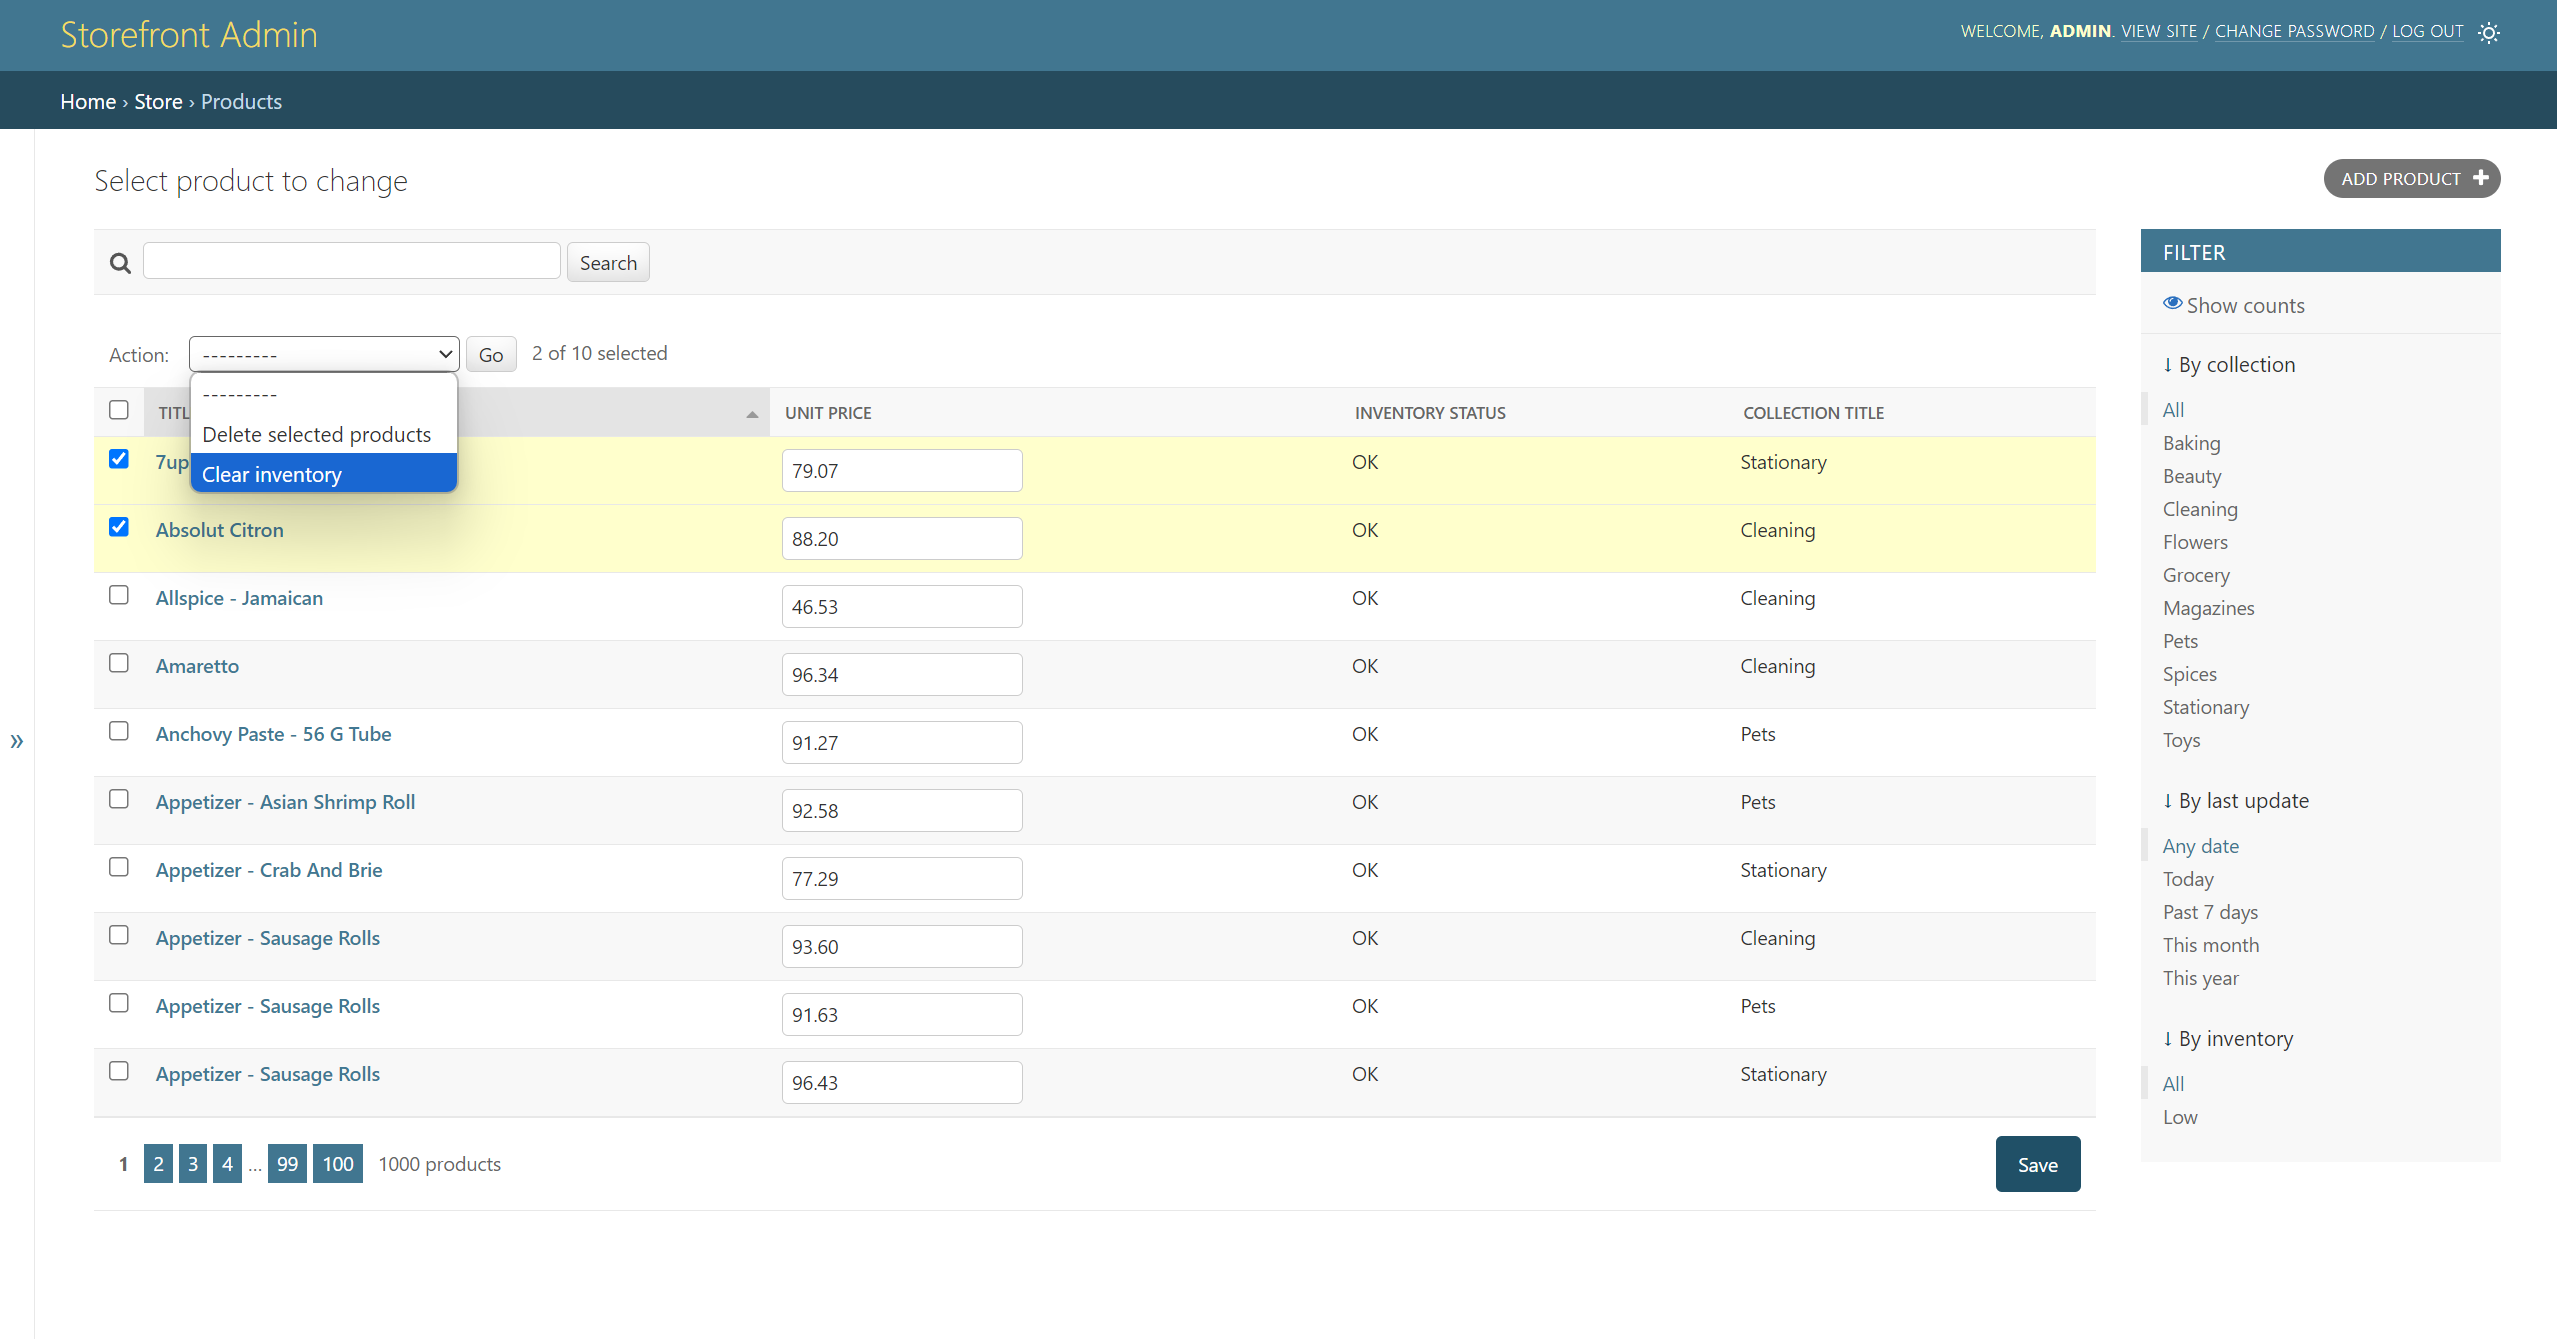 Storefront Admin
WELCOME, ADMIN. VIEW SITE / CHANGE PASSWORD / LOG OUT
Home › Store › Products
Select product to change
ADD PRODUCT
Search
Action: --------- Go 2 of 10 selected
---------
Delete selected products
Clear inventory
TITL UNIT PRICE INVENTORY STATUS COLLECTION TITLE
7up 79.07 OK Stationary
Absolut Citron 88.20 OK Cleaning
Allspice - Jamaican 46.53 OK Cleaning
Amaretto 96.34 OK Cleaning
Anchovy Paste - 56 G Tube 91.27 OK Pets
Appetizer - Asian Shrimp Roll 92.58 OK Pets
Appetizer - Crab And Brie 77.29 OK Stationary
Appetizer - Sausage Rolls 93.60 OK Cleaning
Appetizer - Sausage Rolls 91.63 OK Pets
Appetizer - Sausage Rolls 96.43 OK Stationary
1 2 3 4 … 99 100 1000 products
Save
FILTER
Show counts
↓ By collection
All
Baking
Beauty
Cleaning
Flowers
Grocery
Magazines
Pets
Spices
Stationary
Toys
↓ By last update
Any date
Today
Past 7 days
This month
This year
↓ By inventory
All
Low